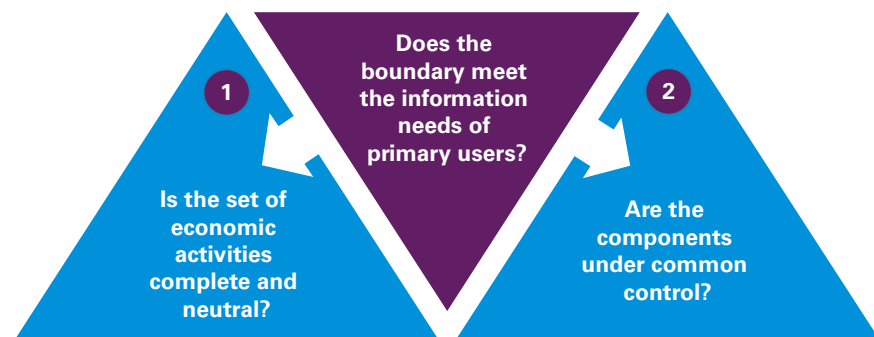 1
Is the set of
economic
activities
complete and
neutral?
Does the
boundary meet
the information
needs of
primary users?
2
Are the
components
under common
control?